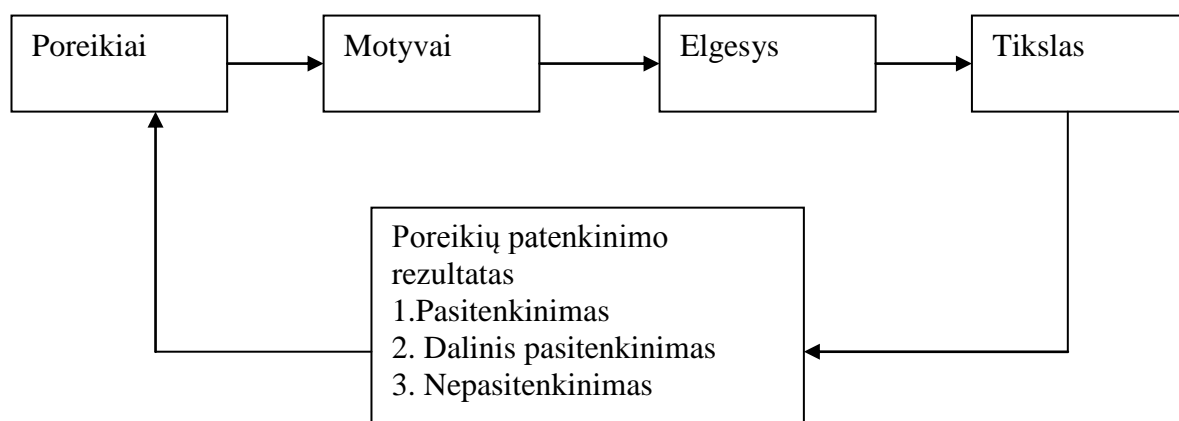 Poreikiai
Motyvai
Elgesys
Tikslas
Poreikių patenkinimo
rezultatas
1.Pasitenkinimas
2. Dalinis pasitenkinimas
3. Nepasitenkinimas